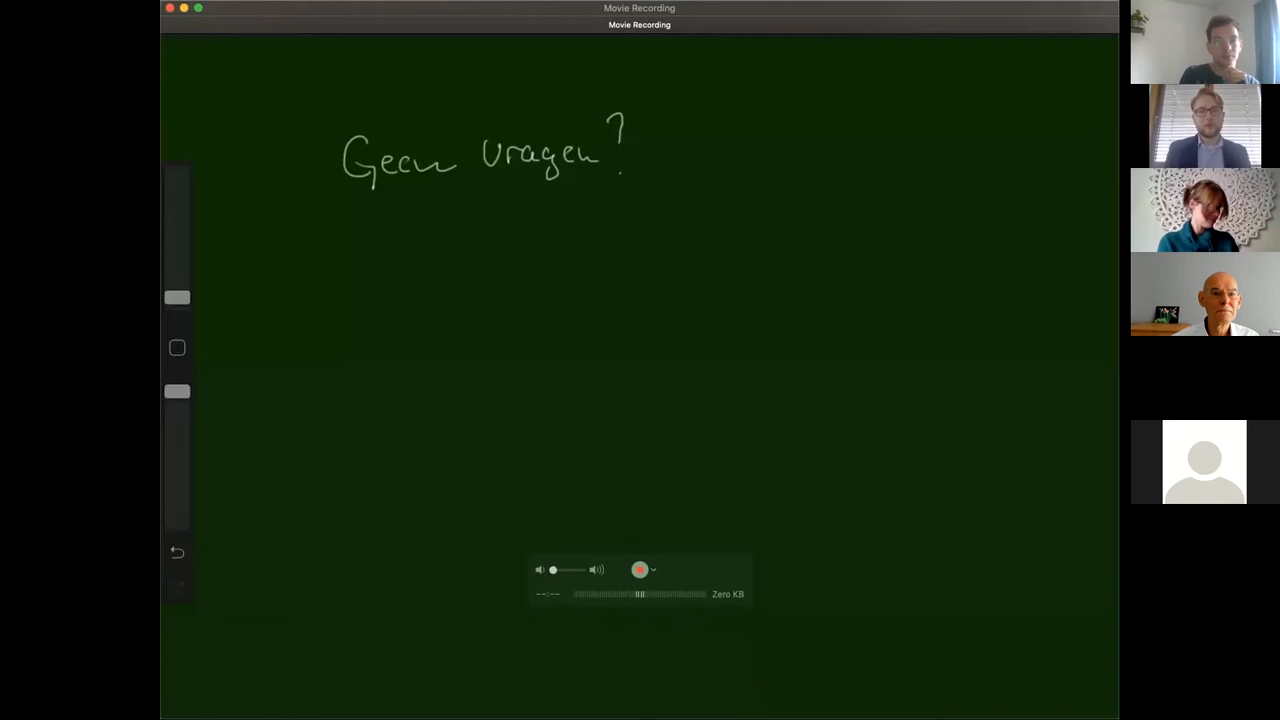 Movie Recording
Movie Recording
Geen vragen?
--:--
Zero KB